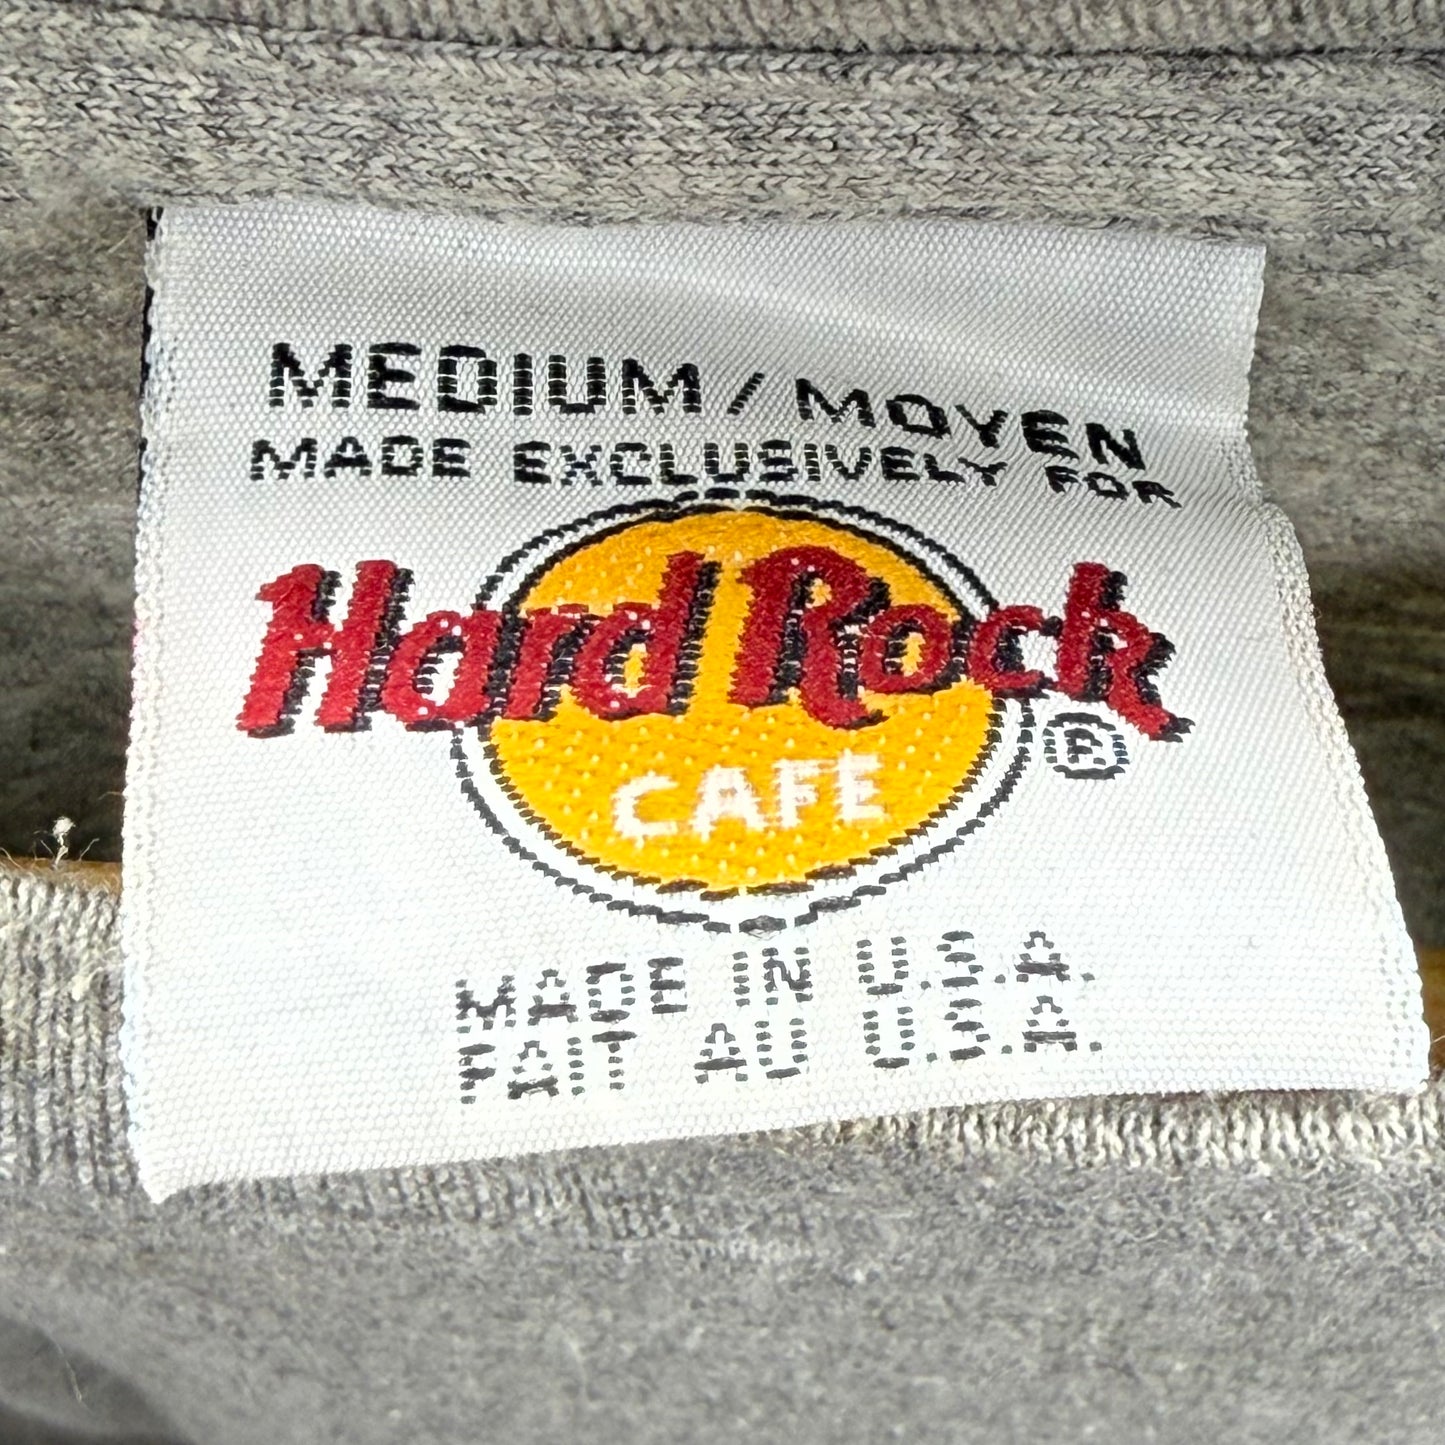 MEDIUM / MOYEN
MADE EXCLUSIVELY FOR
Hard Rock
CAFE
®
MADE IN U.S.A.
FAIT AU U.S.A.